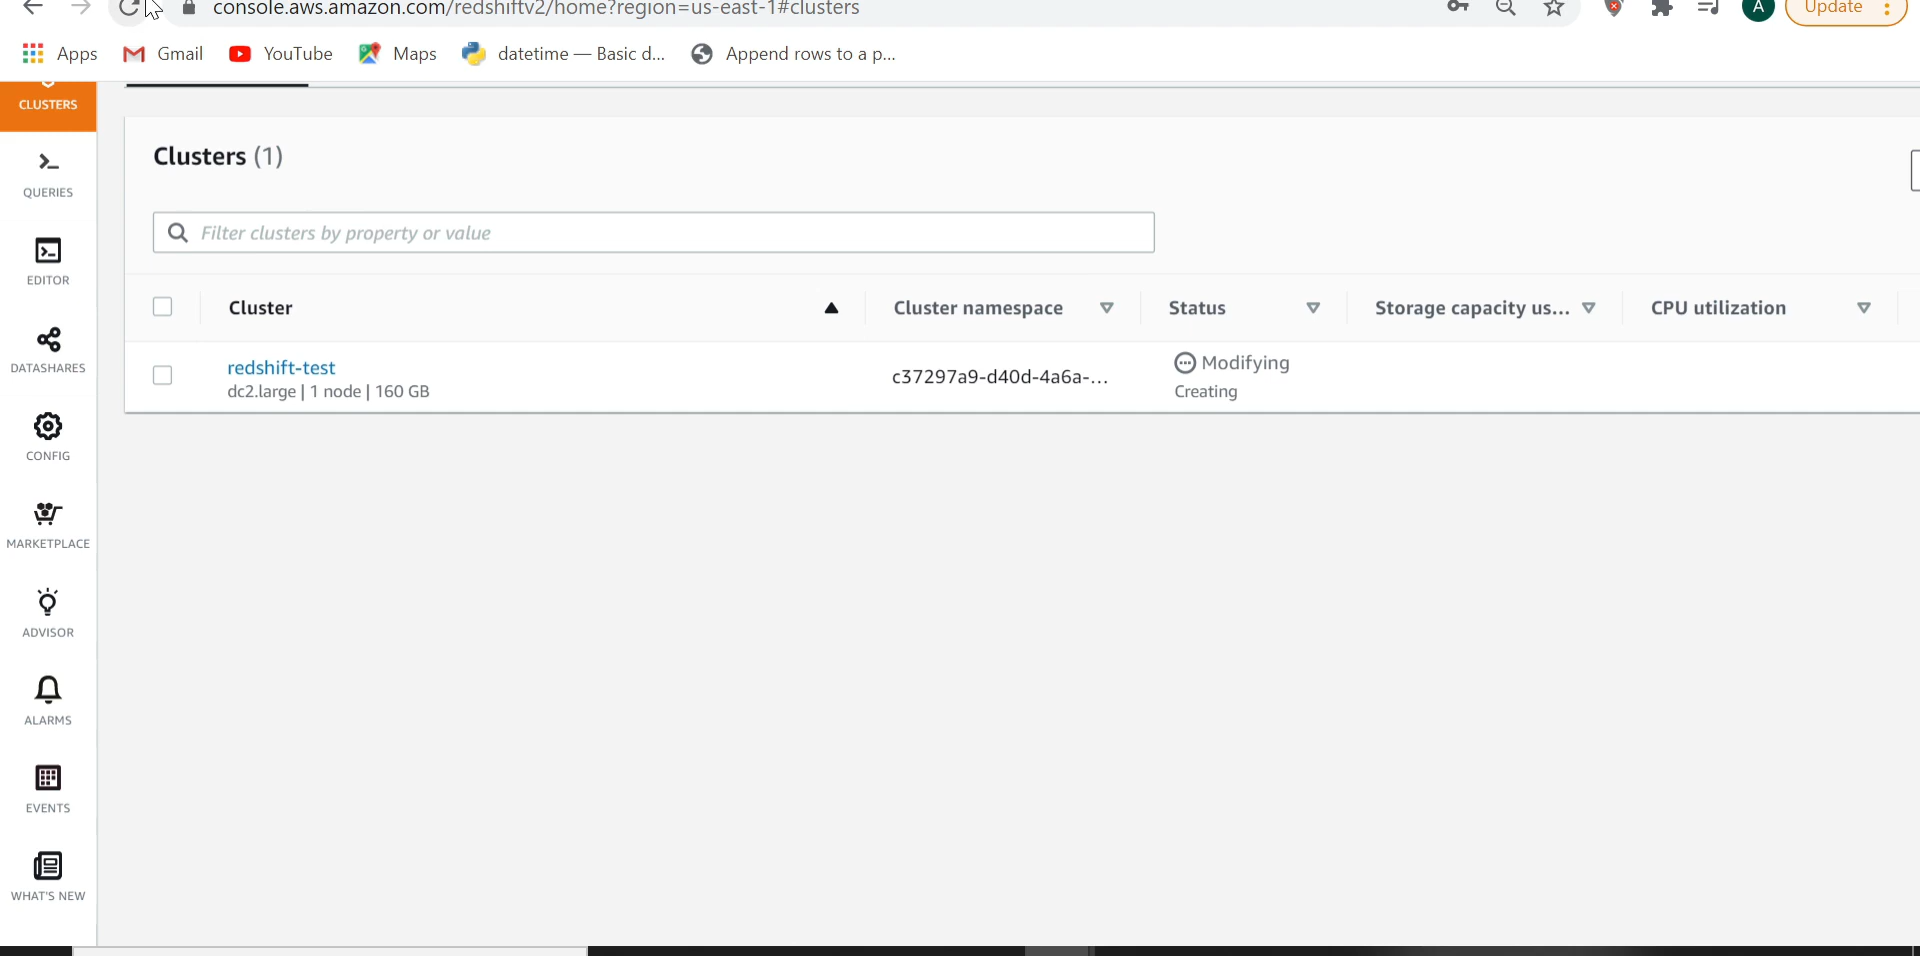 console.aws.amazon.com/redshiftv2/home?region=us-east-1#clusters
A
Update
Apps
Gmail
YouTube
Maps
datetime — Basic d...
Append rows to a p...
CLUSTERS
QUERIES
EDITOR
DATASHARES
CONFIG
MARKETPLACE
ADVISOR
ALARMS
EVENTS
WHAT'S NEW
Clusters (1)
Filter clusters by property or value
Cluster
Cluster namespace
Status
Storage capacity us...
CPU utilization
redshift-test
dc2.large | 1 node | 160 GB
c37297a9-d40d-4a6a-...
Modifying
Creating